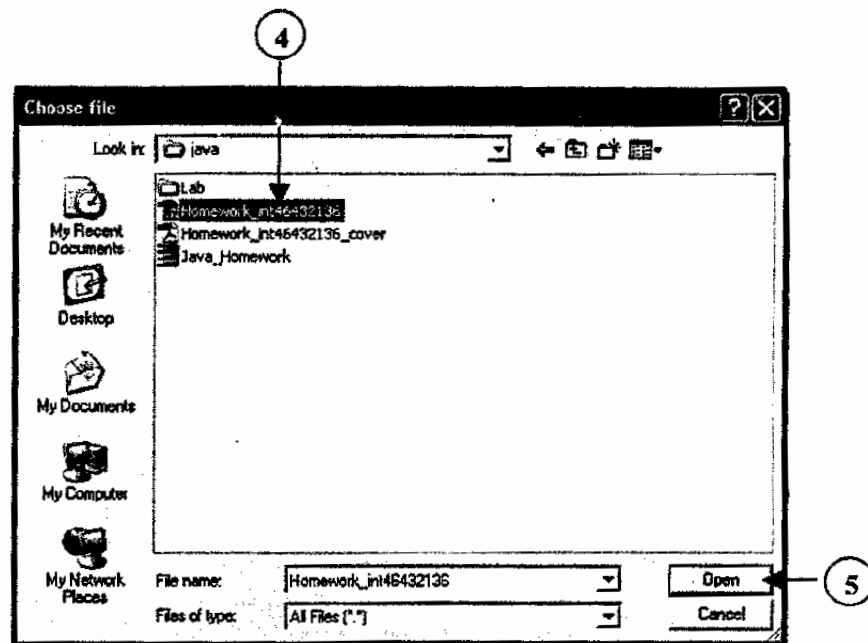 4
Choose file
Look in: java
Lab
Homework_int46432136
Homework_int46432136_cover
Java_Homework
My Recent
Documents
Desktop
My Documents
My Computer
My Network
Places
File name: Homework_int46432136 Open
5
Files of type: All Files (*.*) Cancel